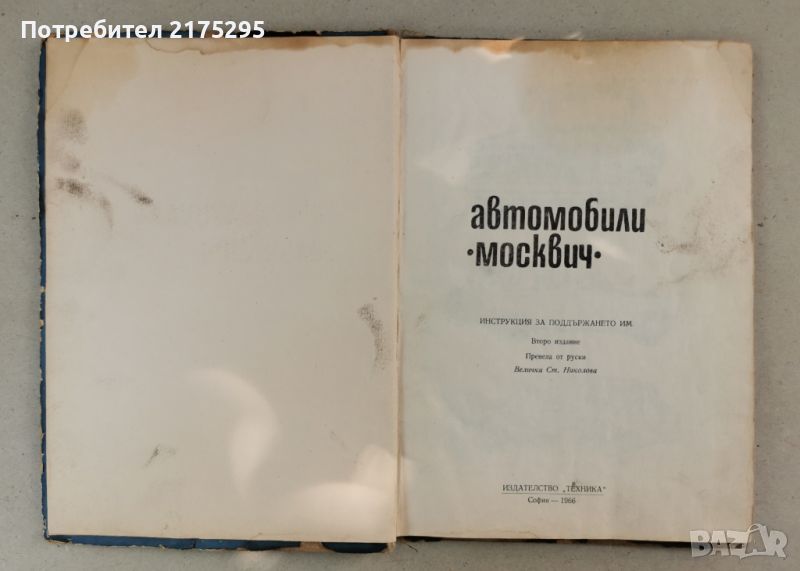 Потребител 2175295
автомобили
•москвич•
ИНСТРУКЦИЯ ЗА ПОДДЪРЖАНЕТО ИМ
Второ издание
Превела от руски
Величка Ст. Николова
ИЗДАТЕЛСТВО „ТЕХНИКА“
София — 1966
BAZAR